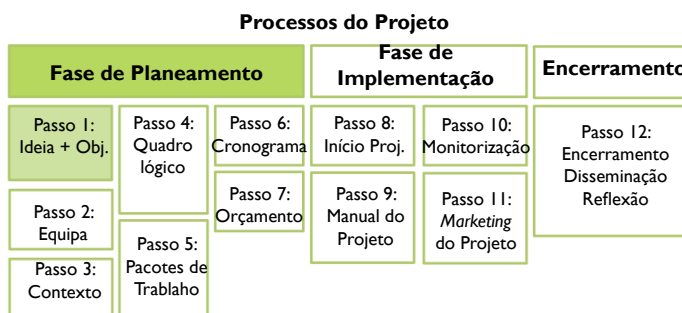 Processos do Projeto
Fase de Planeamento
Fase de
Implementação
Encerramento
Passo 1:
Ideia + Obj.
Passo 2:
Equipa
Passo 3:
Contexto
Passo 4:
Quadro
lógico
Passo 5:
Pacotes de
Trablaho
Passo 6:
Cronograma
Passo 7:
Orçamento
Passo 8:
Início Proj.
Passo 9:
Manual do
Projeto
Passo 10:
Monitorização
Passo 11:
Marketing
do Projeto
Passo 12:
Encerramento
Disseminação
Reflexão